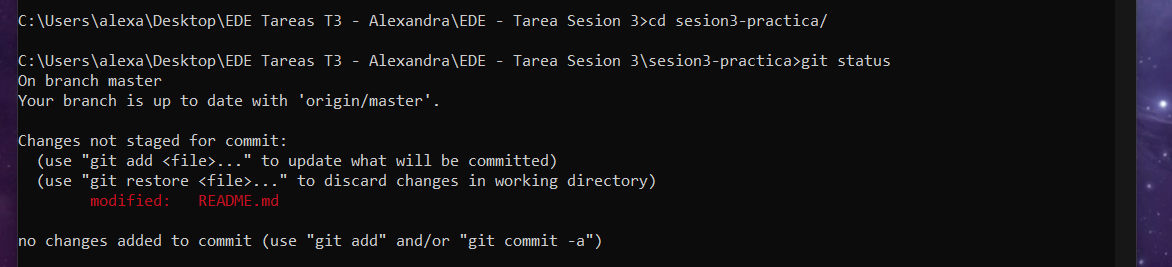 C:\Users\alexa\Desktop\EDE Tareas T3 - Alexandra\EDE - Tarea Sesion 3>cd sesion3-practica/
C:\Users\alexa\Desktop\EDE Tareas T3 - Alexandra\EDE - Tarea Sesion 3\sesion3-practica>git status
On branch master
Your branch is up to date with 'origin/master'.
Changes not staged for commit:
  (use "git add <file>..." to update what will be committed)
  (use "git restore <file>..." to discard changes in working directory)
        modified:   README.md
no changes added to commit (use "git add" and/or "git commit -a")